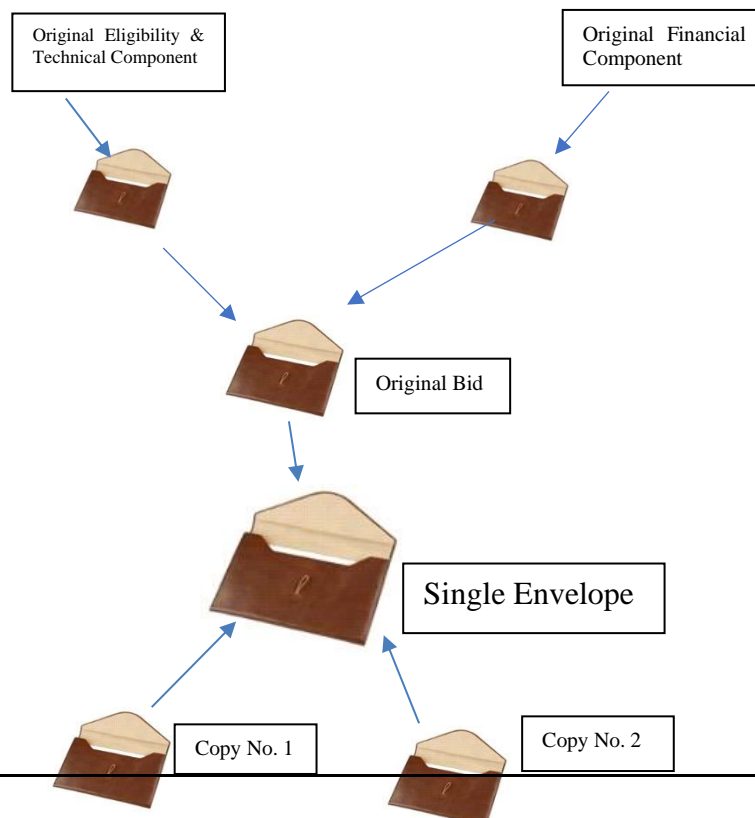 Original Eligibility &
Technical Component
Original Financial
Component
Original Bid
Single Envelope
Copy No. 1
Copy No. 2